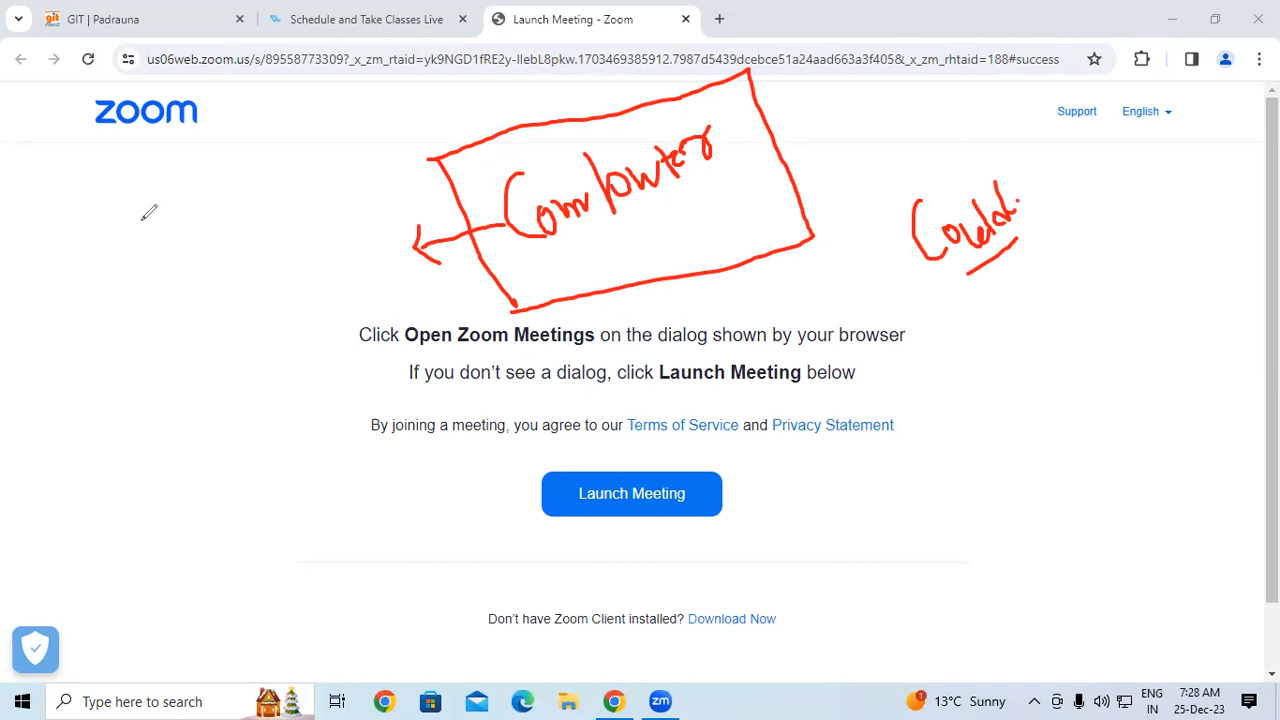 GIT | Padrauna
Schedule and Take Classes Live
Launch Meeting - Zoom
us06web.zoom.us/s/89558773309?_x_zm_rtaid=yk9NGD1fRE2y-IIebL8pkw.1703469385912.7987d5439dcebce51a24aad663a3f405&_x_zm_rhtaid=188#success
zoom
Support
English
Computer
Click Open Zoom Meetings on the dialog shown by your browser
If you don't see a dialog, click Launch Meeting below
By joining a meeting, you agree to our Terms of Service and Privacy Statement
Launch Meeting
Don't have Zoom Client installed? Download Now
Type here to search
zm
1
13°C Sunny
ENG
IN
7:28 AM
25-Dec-23